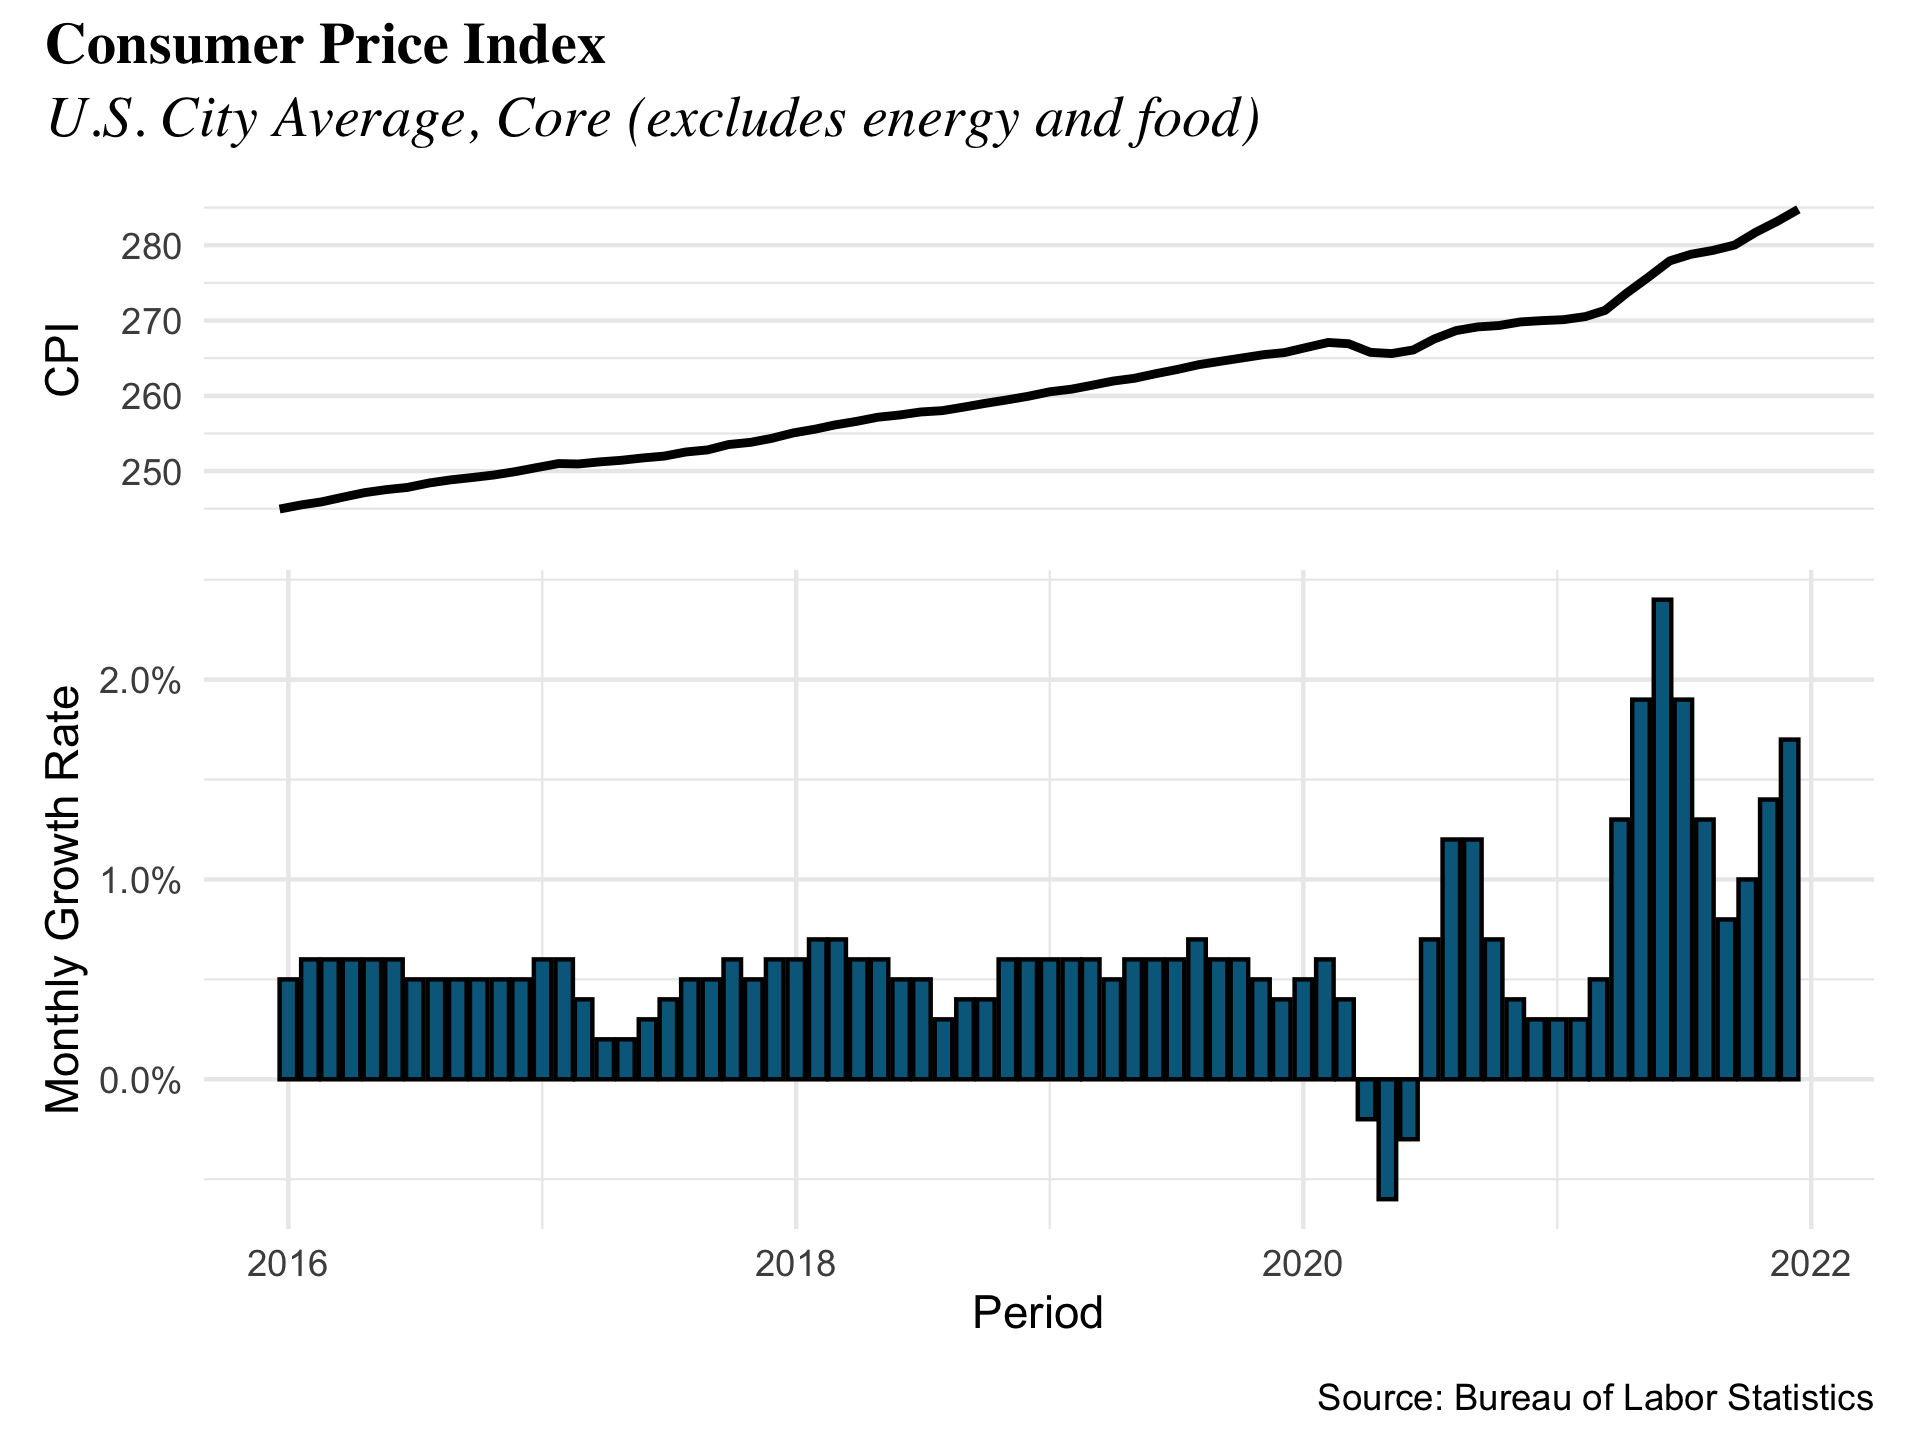 Consumer Price Index
U.S. City Average, Core (excludes energy and food)
CPI
280
270
260
250
Monthly Growth Rate
2.0%
1.0%
0.0%
2016 2018 2020 2022
Period
Source: Bureau of Labor Statistics